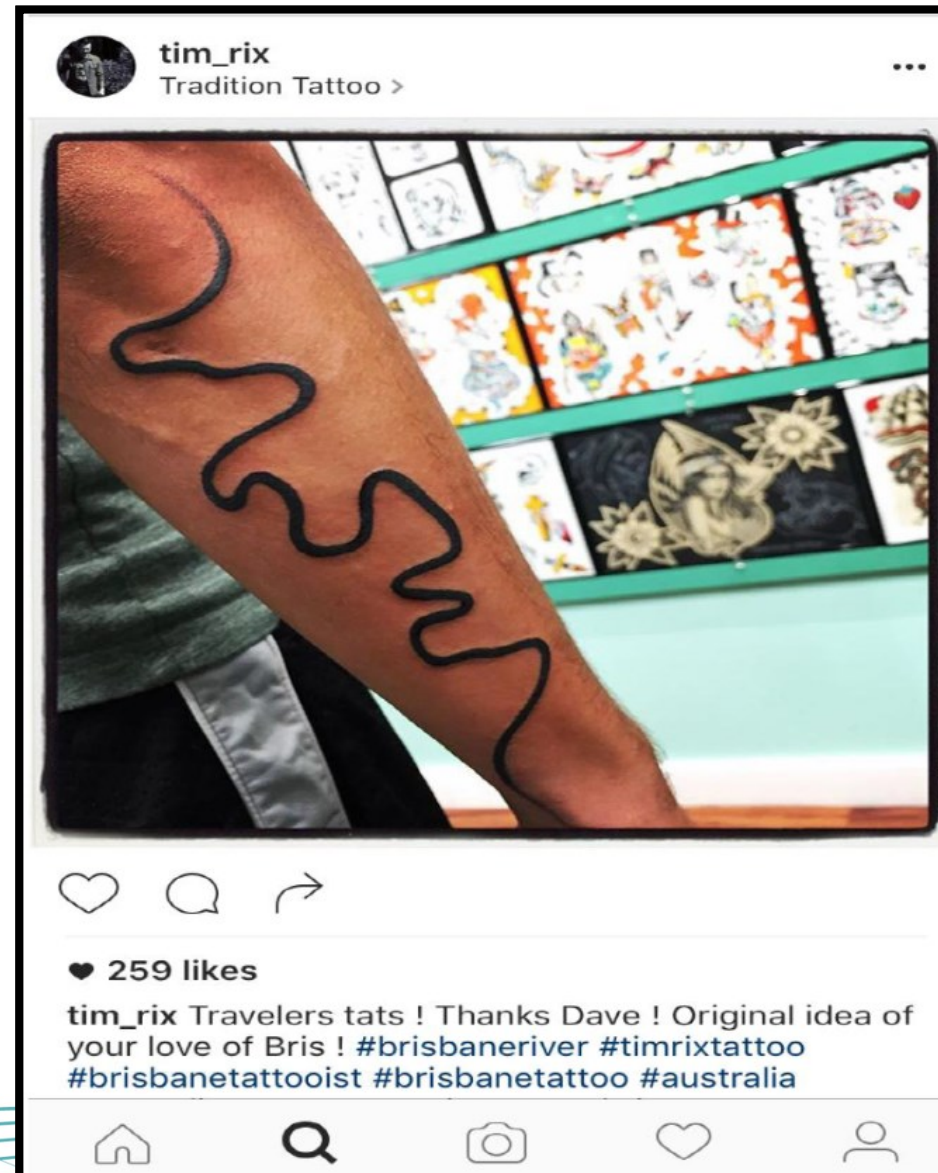 tim_rix
Tradition Tattoo >
•••
259 likes
tim_rix Travelers tats ! Thanks Dave ! Original idea of
your love of Bris ! #brisbaneriver #timrixtattoo
#brisbanetattooist #brisbanetattoo #australia